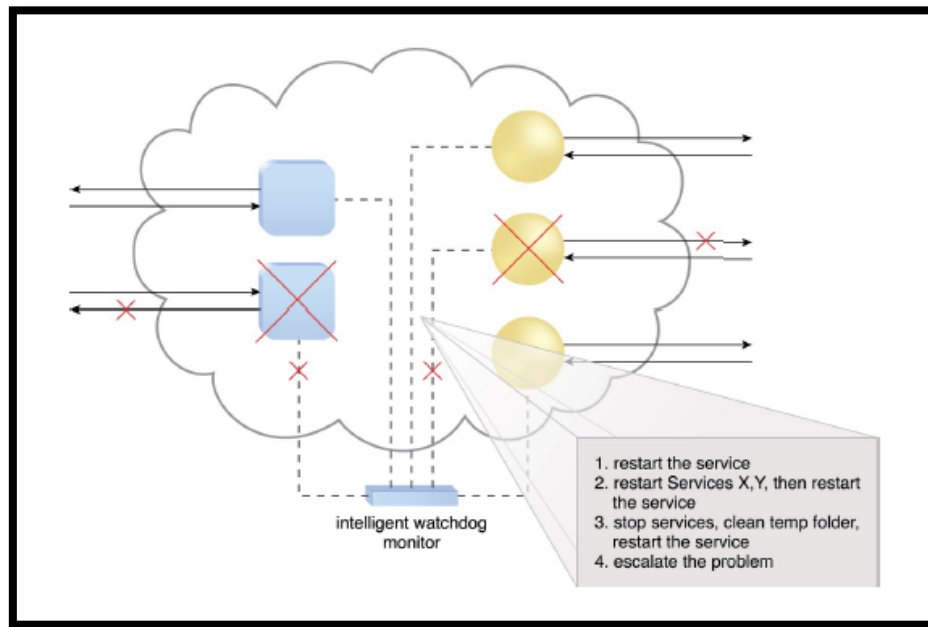 intelligent watchdog
monitor
1. restart the service
2. restart Services X,Y, then restart
the service
3. stop services, clean temp folder,
restart the service
4. escalate the problem